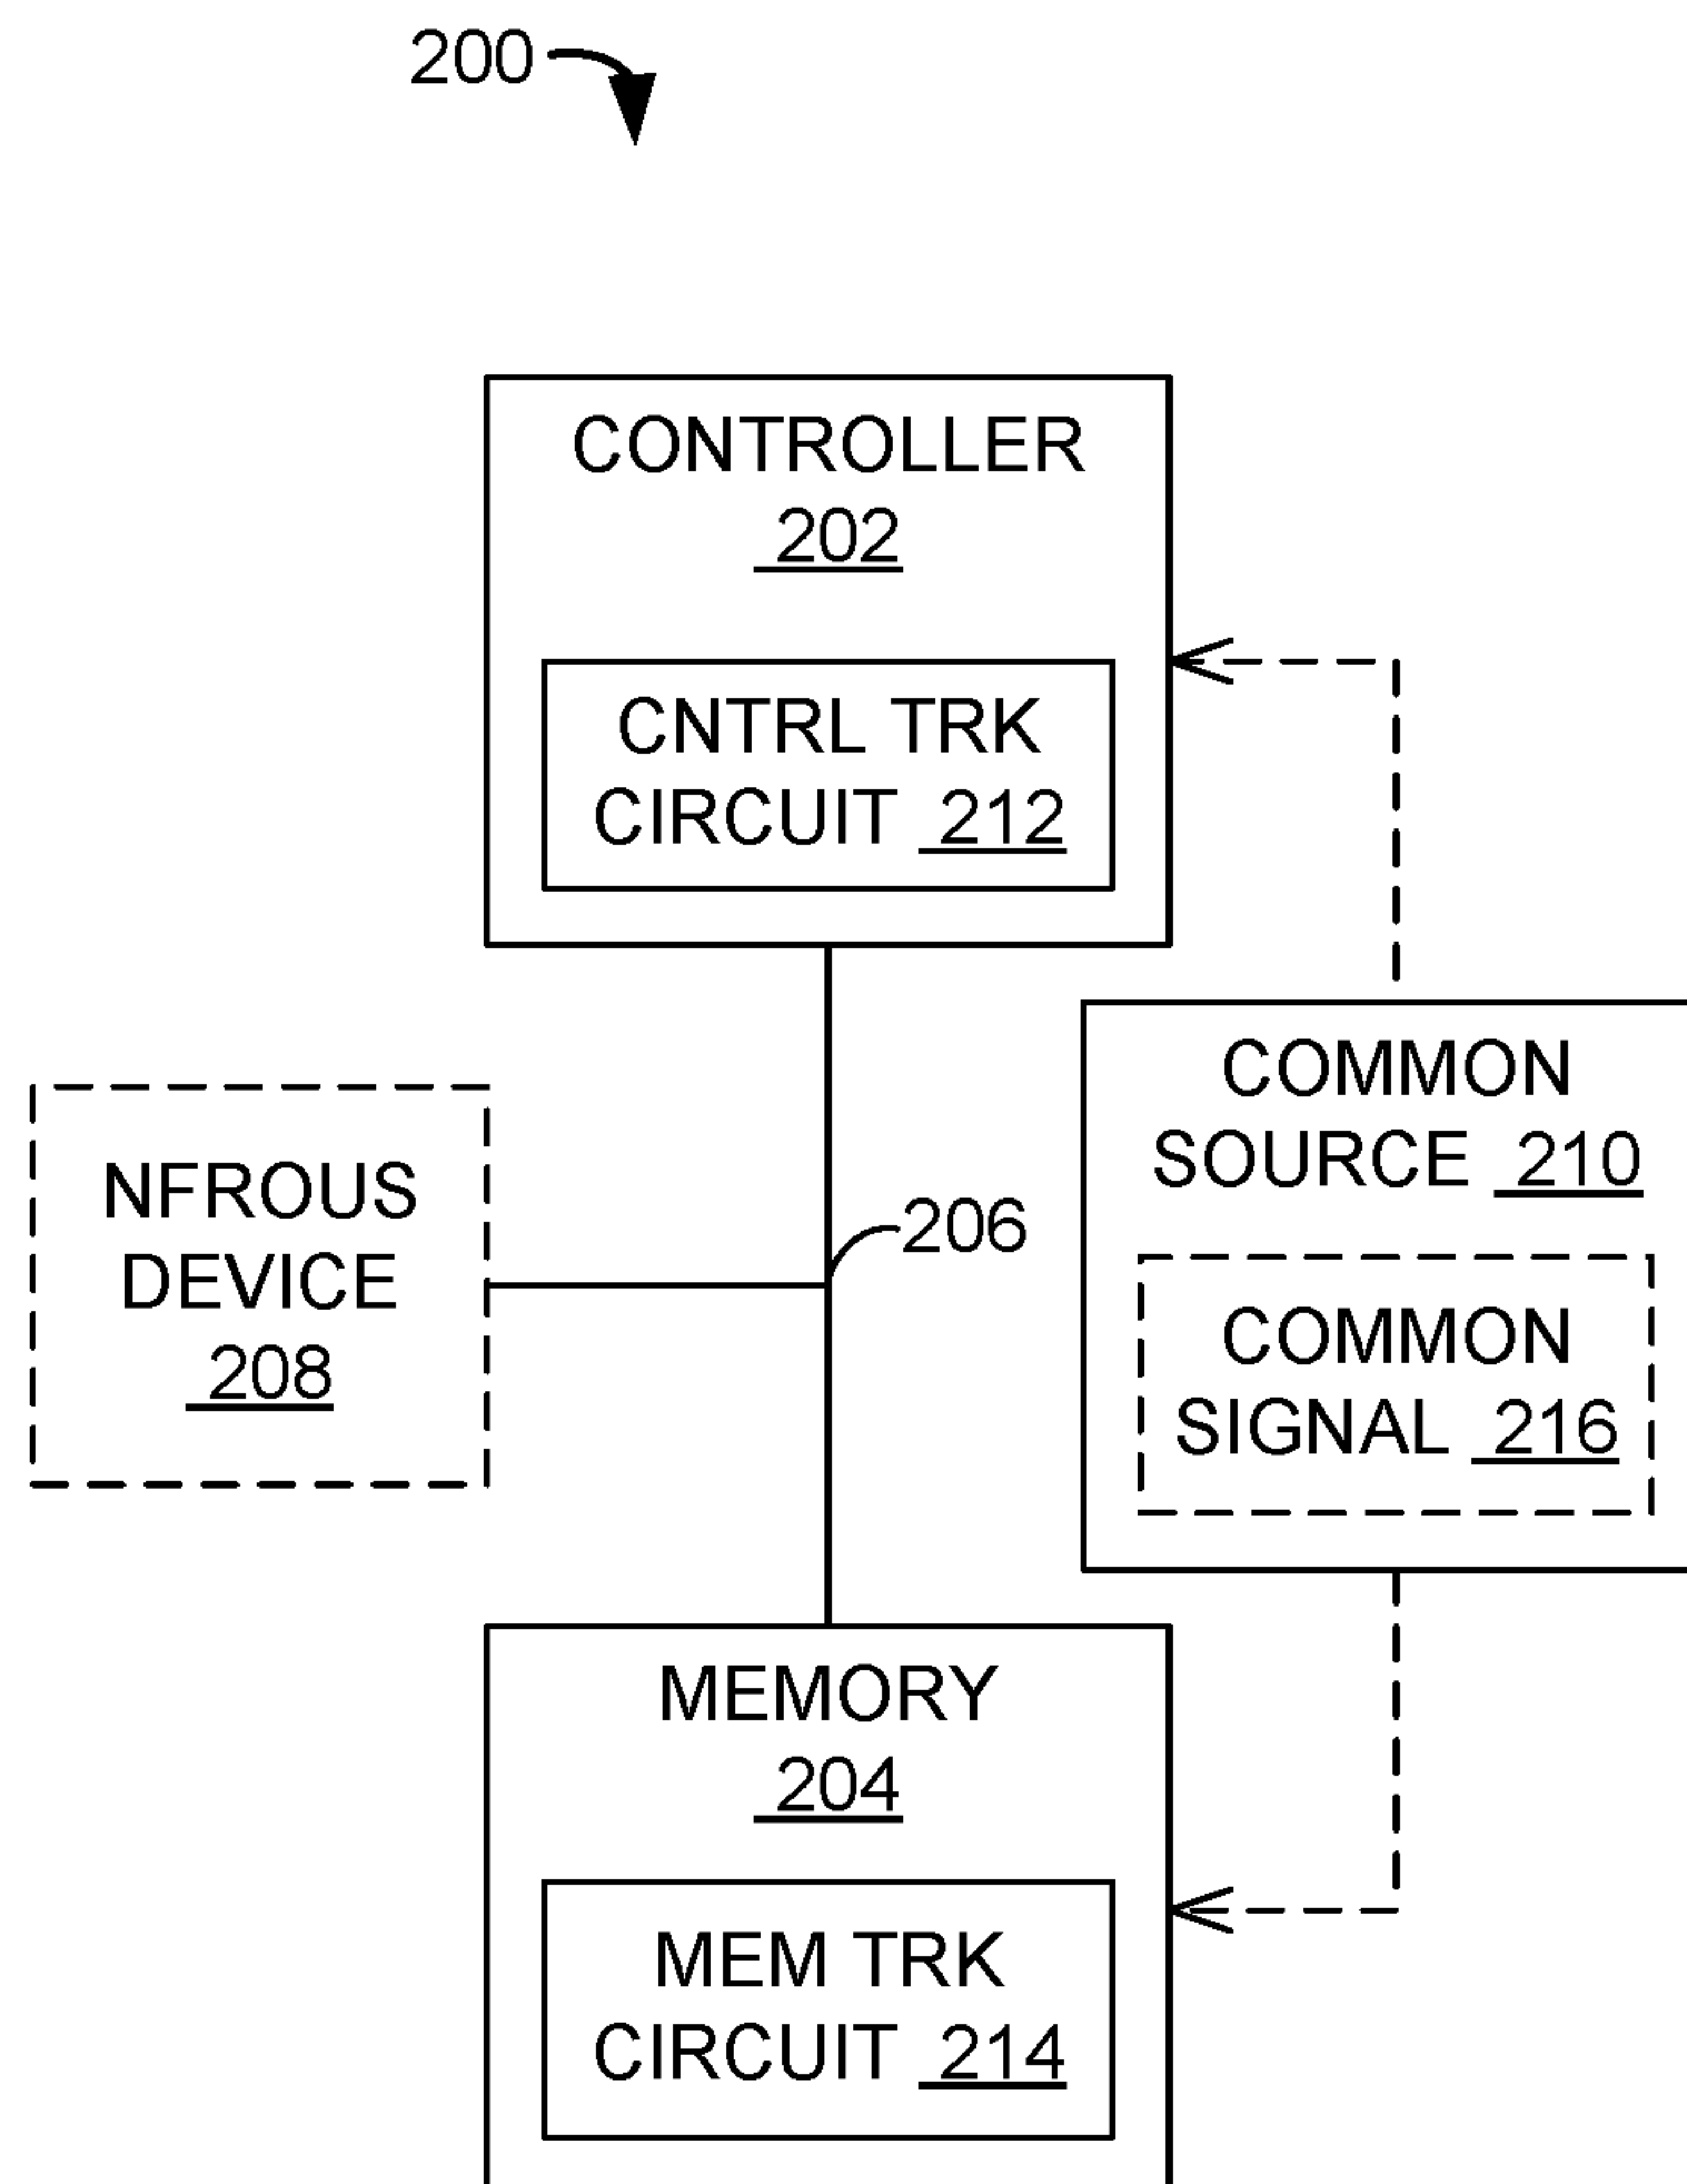 200
CONTROLLER
202
CNTRL TRK
CIRCUIT 212
COMMON
SOURCE 210
COMMON
SIGNAL 216
NFROUS
DEVICE
208
206
MEMORY
204
MEM TRK
CIRCUIT 214